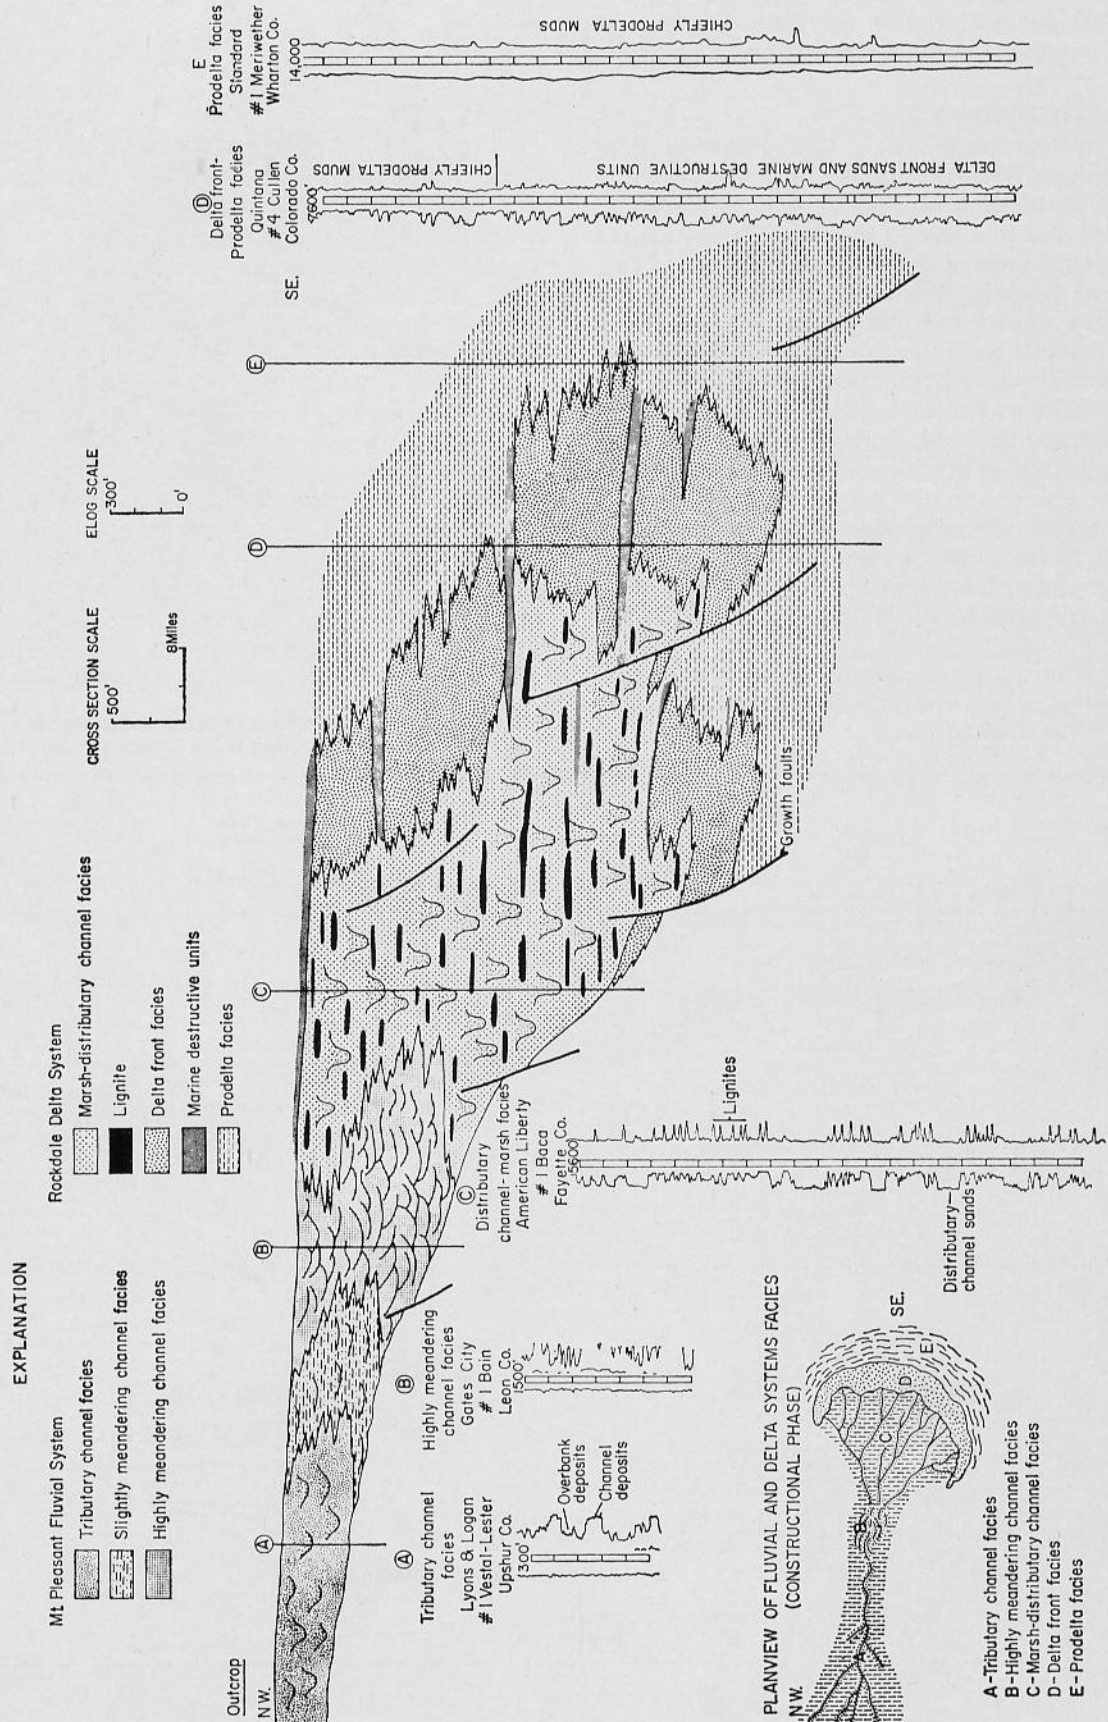 EXPLANATION
Mt. Pleasant Fluvial System
Tributary channel facies
Slightly meandering channel facies
Highly meandering channel facies
Rockdale Delta System
Marsh-distributary channel facies
Lignite
Delta front facies
Marine destructive units
Prodelta facies
CROSS SECTION SCALE
500'
8Miles
ELOG SCALE
300'
0'
Outcrop
NW.
A
B
C
D
E
SE.
Growth faults
A
Tributary channel
facies
Lyons & Logan
#1 Vestal-Lester
Upshur Co.
300'
Overbank
deposits
Channel
deposits
B
Highly meandering
channel facies
Gates City
#1 Bain
Leon Co.
1500'
C
Distributary
channel-marsh facies
American Liberty
#1 Baca
Fayette Co.
5600'
Lignites
Distributary
channel sands
D
Delta front-
Prodelta facies
Quintana
#4 Cullen
Colorado Co.
7,600'
CHIEFLY PRODELTA MUDS
DELTA FRONT SANDS AND MARINE DESTRUCTIVE UNITS
E
Prodelta facies
Standard
#1 Meriwether
Wharton Co.
14,000
CHIEFLY PRODELTA MUDS
PLANVIEW OF FLUVIAL AND DELTA SYSTEMS FACIES
(CONSTRUCTIONAL PHASE)
N.W.
SE.
A
B
C
D
E
A-Tributary channel facies
B-Highly meandering channel facies
C-Marsh-distributary channel facies
D-Delta front facies
E-Prodelta facies